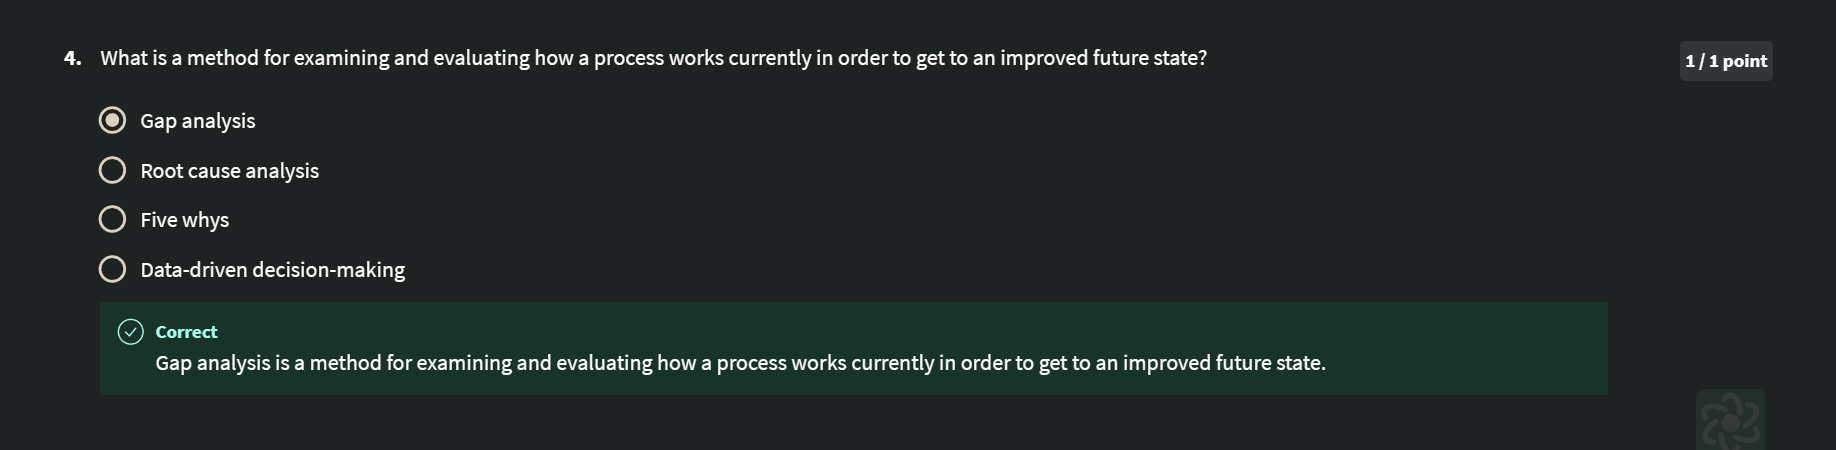 4. What is a method for examining and evaluating how a process works currently in order to get to an improved future state?
1 / 1 point
Gap analysis
Root cause analysis
Five whys
Data-driven decision-making
Correct
Gap analysis is a method for examining and evaluating how a process works currently in order to get to an improved future state.